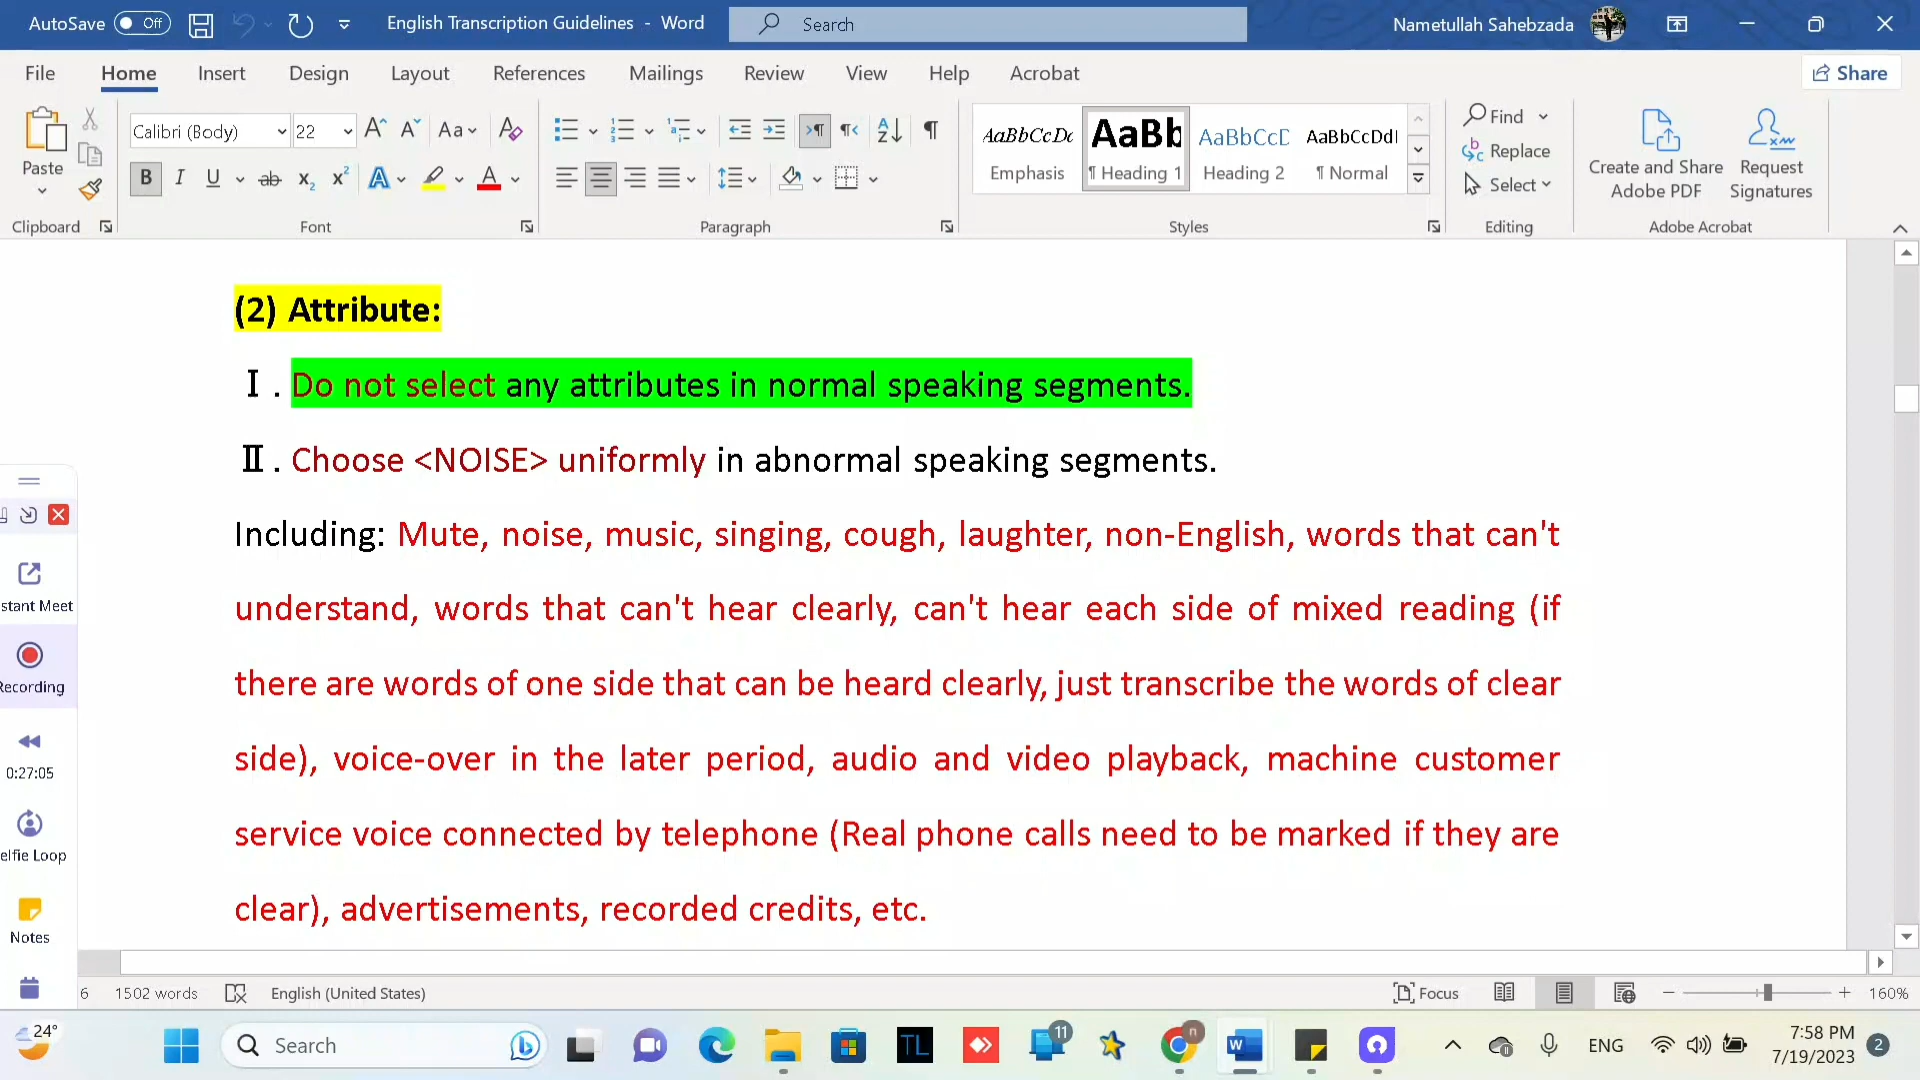 AutoSave Off English Transcription Guidelines - Word Search Nametullah Sahebzada
File Home Insert Design Layout References Mailings Review View Help Acrobat Share
Calibri (Body) 22 Aa
AaBbCcDd AaBb AaBbCcD AaBbCcDdI
Find
Replace
Select
Paste
Emphasis ¶ Heading 1 Heading 2 ¶ Normal
Create and Share Adobe PDF
Request Signatures
Clipboard Font Paragraph Styles Editing Adobe Acrobat
(2) Attribute:
Ⅰ. Do not select any attributes in normal speaking segments.
Ⅱ. Choose <NOISE> uniformly in abnormal speaking segments.
Including: Mute, noise, music, singing, cough, laughter, non-English, words that can't
understand, words that can't hear clearly, can't hear each side of mixed reading (if
there are words of one side that can be heard clearly, just transcribe the words of clear
side), voice-over in the later period, audio and video playback, machine customer
service voice connected by telephone (Real phone calls need to be marked if they are
clear), advertisements, recorded credits, etc.
stant Meet
Recording
0:27:05
elfie Loop
Notes
6 1502 words English (United States) Focus 160%
24° Search TL 11 n ENG 7:58 PM
7/19/2023 2